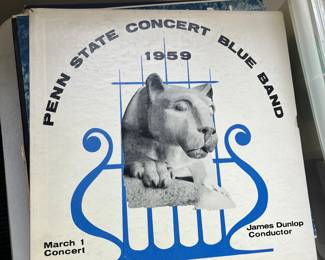 PENN STATE CONCERT BLUE BAND
1959
March 1
Concert
James Dunlop
Conductor